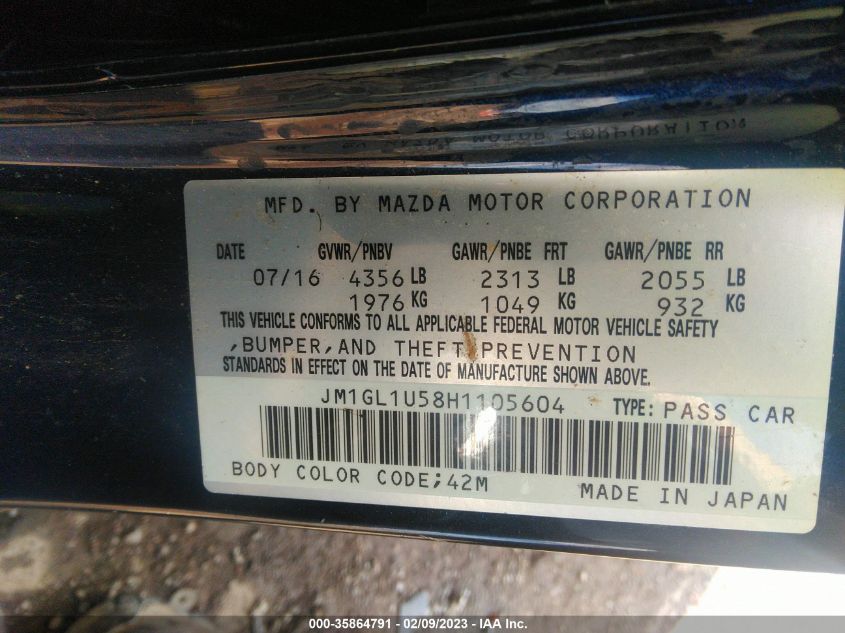 MFD. BY MAZDA MOTOR CORPORATION
DATE GVWR/PNBV GAWR/PNBE FRT GAWR/PNBE RR
07/16 4356 LB 2313 LB 2055 LB
1976 KG 1049 KG 932 KG
THIS VEHICLE CONFORMS TO ALL APPLICABLE FEDERAL MOTOR VEHICLE SAFETY
,BUMPER,AND THEFT PREVENTION
STANDARDS IN EFFECT ON THE DATE OF MANUFACTURE SHOWN ABOVE.
JM1GL1U58H1105604 TYPE: PASS CAR
BODY COLOR CODE;42M MADE IN JAPAN
000-35864791 - 02/09/2023 - IAA Inc.